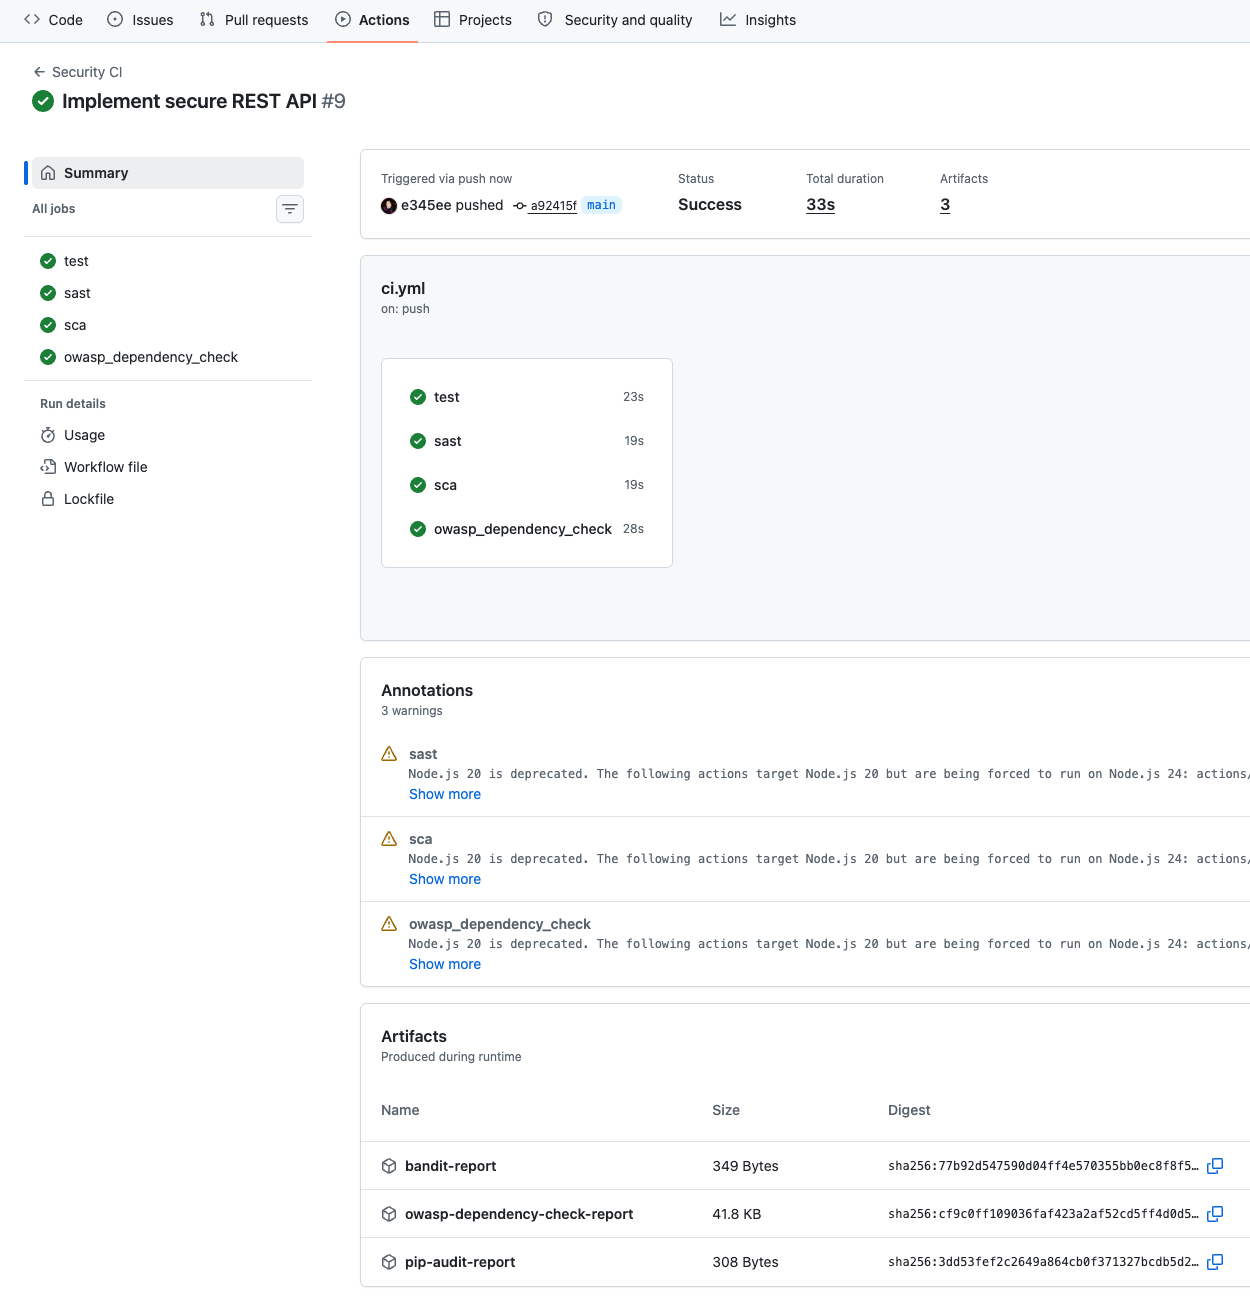 Code Issues Pull requests Actions Projects Security and quality Insights
Security CI
Implement secure REST API #9
Summary
All jobs
test
sast
sca
owasp_dependency_check
Run details
Usage
Workflow file
Lockfile
Triggered via push now
e345ee pushed a92415f main
Status
Success
Total duration
33s
Artifacts
3
ci.yml
on: push
test 23s
sast 19s
sca 19s
owasp_dependency_check 28s
Annotations
3 warnings
sast
Node.js 20 is deprecated. The following actions target Node.js 20 but are being forced to run on Node.js 24: actions/
Show more
sca
Node.js 20 is deprecated. The following actions target Node.js 20 but are being forced to run on Node.js 24: actions/
Show more
owasp_dependency_check
Node.js 20 is deprecated. The following actions target Node.js 20 but are being forced to run on Node.js 24: actions/
Show more
Artifacts
Produced during runtime
Name Size Digest
bandit-report 349 Bytes sha256:77b92d547590d04ff4e570355bb0ec8f8f5…
owasp-dependency-check-report 41.8 KB sha256:cf9c0ff109036faf423a2af52cd5ff4d0d5…
pip-audit-report 308 Bytes sha256:3dd53fef2c2649a864cb0f371327bcdb5d2…